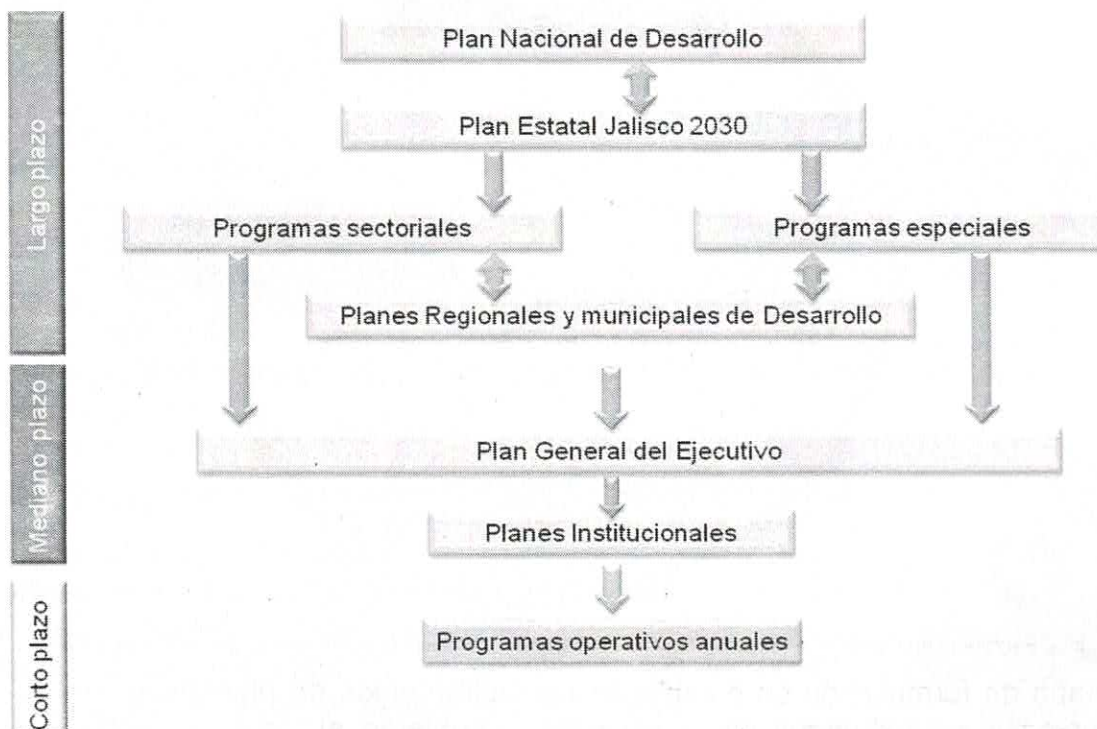 Plan Nacional de Desarrollo
Plan Estatal Jalisco 2030
Largo plazo
Programas sectoriales
Programas especiales
Planes Regionales y municipales de Desarrollo
Mediano plazo
Plan General del Ejecutivo
Planes Institucionales
Corto plazo
Programas operativos anuales